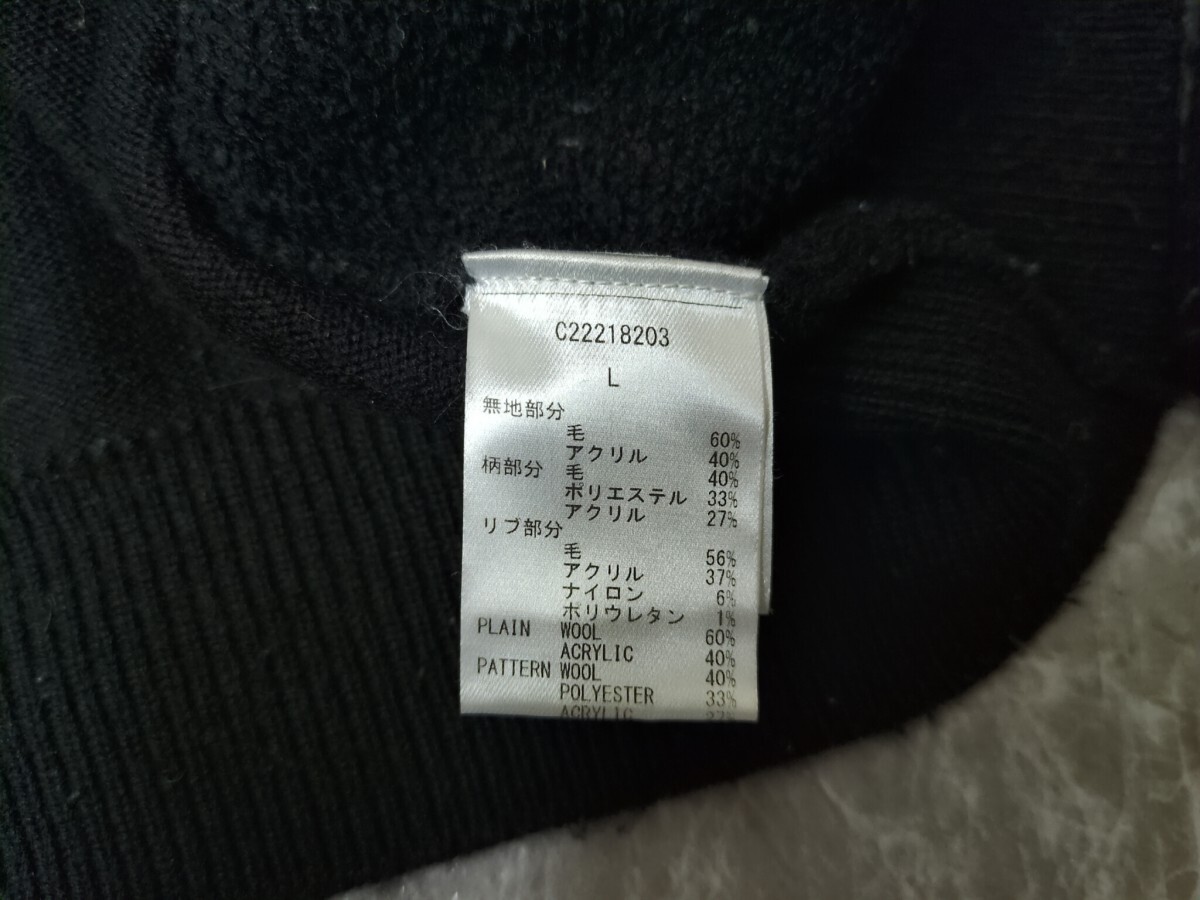 C22218203
L
無地部分
毛 60%
アクリル 40%
柄部分 毛 40%
ポリエステル 33%
アクリル 27%
リブ部分
毛 56%
アクリル 37%
ナイロン 6%
ポリウレタン 1%
PLAIN WOOL 60%
ACRYLIC 40%
PATTERN WOOL 40%
POLYESTER 33%
ACRYLIC 27%